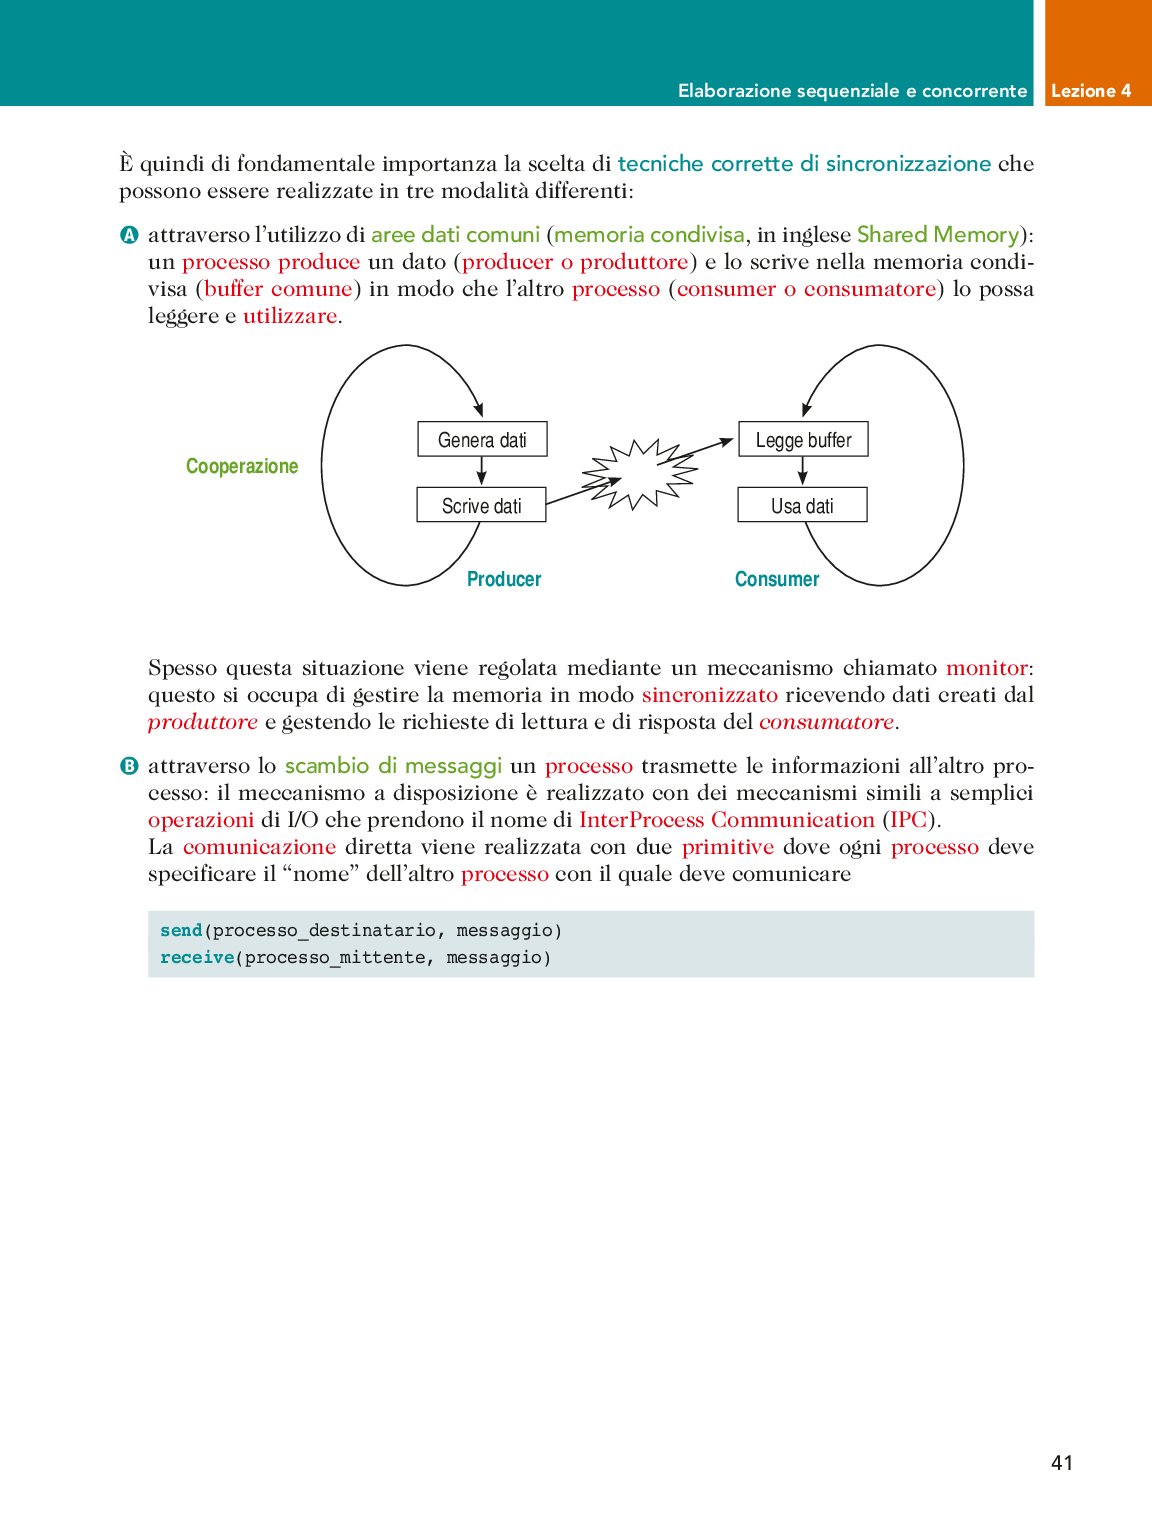 Elaborazione sequenziale e concorrente Lezione 4
È quindi di fondamentale importanza la scelta di tecniche corrette di sincronizzazione che
possono essere realizzate in tre modalità differenti:
A attraverso l'utilizzo di aree dati comuni (memoria condivisa, in inglese Shared Memory):
un processo produce un dato (producer o produttore) e lo scrive nella memoria condi-
visa (buffer comune) in modo che l'altro processo (consumer o consumatore) lo possa
leggere e utilizzare.
Genera dati
Legge buffer
Cooperazione
Scrive dati
Usa dati
Producer
Consumer
Spesso questa situazione viene regolata mediante un meccanismo chiamato monitor:
questo si occupa di gestire la memoria in modo sincronizzato ricevendo dati creati dal
produttore e gestendo le richieste di lettura e di risposta del consumatore.
B attraverso lo scambio di messaggi un processo trasmette le informazioni all'altro pro-
cesso: il meccanismo a disposizione è realizzato con dei meccanismi simili a semplici
operazioni di I/O che prendono il nome di InterProcess Communication (IPC).
La comunicazione diretta viene realizzata con due primitive dove ogni processo deve
specificare il “nome” dell'altro processo con il quale deve comunicare
send(processo_destinatario, messaggio)
receive(processo_mittente, messaggio)
41